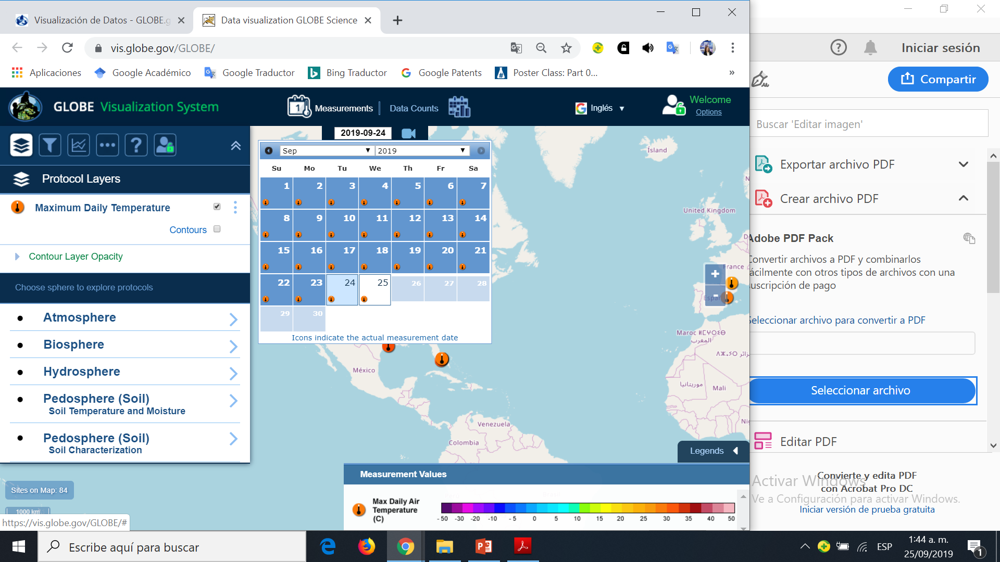 Visualización de Datos - GLOBE.g
Data visualization GLOBE Science
vis.globe.gov/GLOBE/
Aplicaciones
Google Académico
Google Traductor
Bing Traductor
Google Patents
Poster Class: Part 0...
»
GLOBE Visualization System
1
Measurements
Data Counts
Inglés ▼
Welcome
Options
Protocol Layers
Maximum Daily Temperature
Contours
Contour Layer Opacity
Choose sphere to explore protocols
Atmosphere
Biosphere
Hydrosphere
Pedosphere (Soil)
Soil Temperature and Moisture
Pedosphere (Soil)
Soil Characterization
Sites on Map: 84
1000 km
https://vis.globe.gov/GLOBE/#
2019-09-24
Sep 2019
Su Mo Tu We Th Fr Sa
1 2 3 4 5 6 7
8 9 10 11 12 13 14
15 16 17 18 19 20 21
22 23 24 25 26 27 28
29 30
Icons indicate the actual measurement date
Ísland
United Kingdom
France
España
+
-
Maroc ⵍⵎⵖⵔⵉⴱ
المغرب
موريتانيا
Mali
México
Venezuela
Colombia
Legends
Measurement Values
Max Daily Air
Temperature
(C)
-50 -30 -20 -10 -5 0 5 10 15 20 25 30 35 40 50
Iniciar sesión
Compartir
Buscar 'Editar imagen'
Exportar archivo PDF
Crear archivo PDF
Adobe PDF Pack
Convertir archivos a PDF y combinarlos
fácilmente con otros tipos de archivos con una
suscripción de pago
Seleccionar archivo para convertir a PDF
Seleccionar archivo
Editar PDF
Convierte y edita PDF
con Acrobat Pro DC
Iniciar versión de prueba gratuita
Activar Windows
Ve a Configuración para activar Windows.
Escribe aquí para buscar
ESP
1:44 a. m.
25/09/2019
1